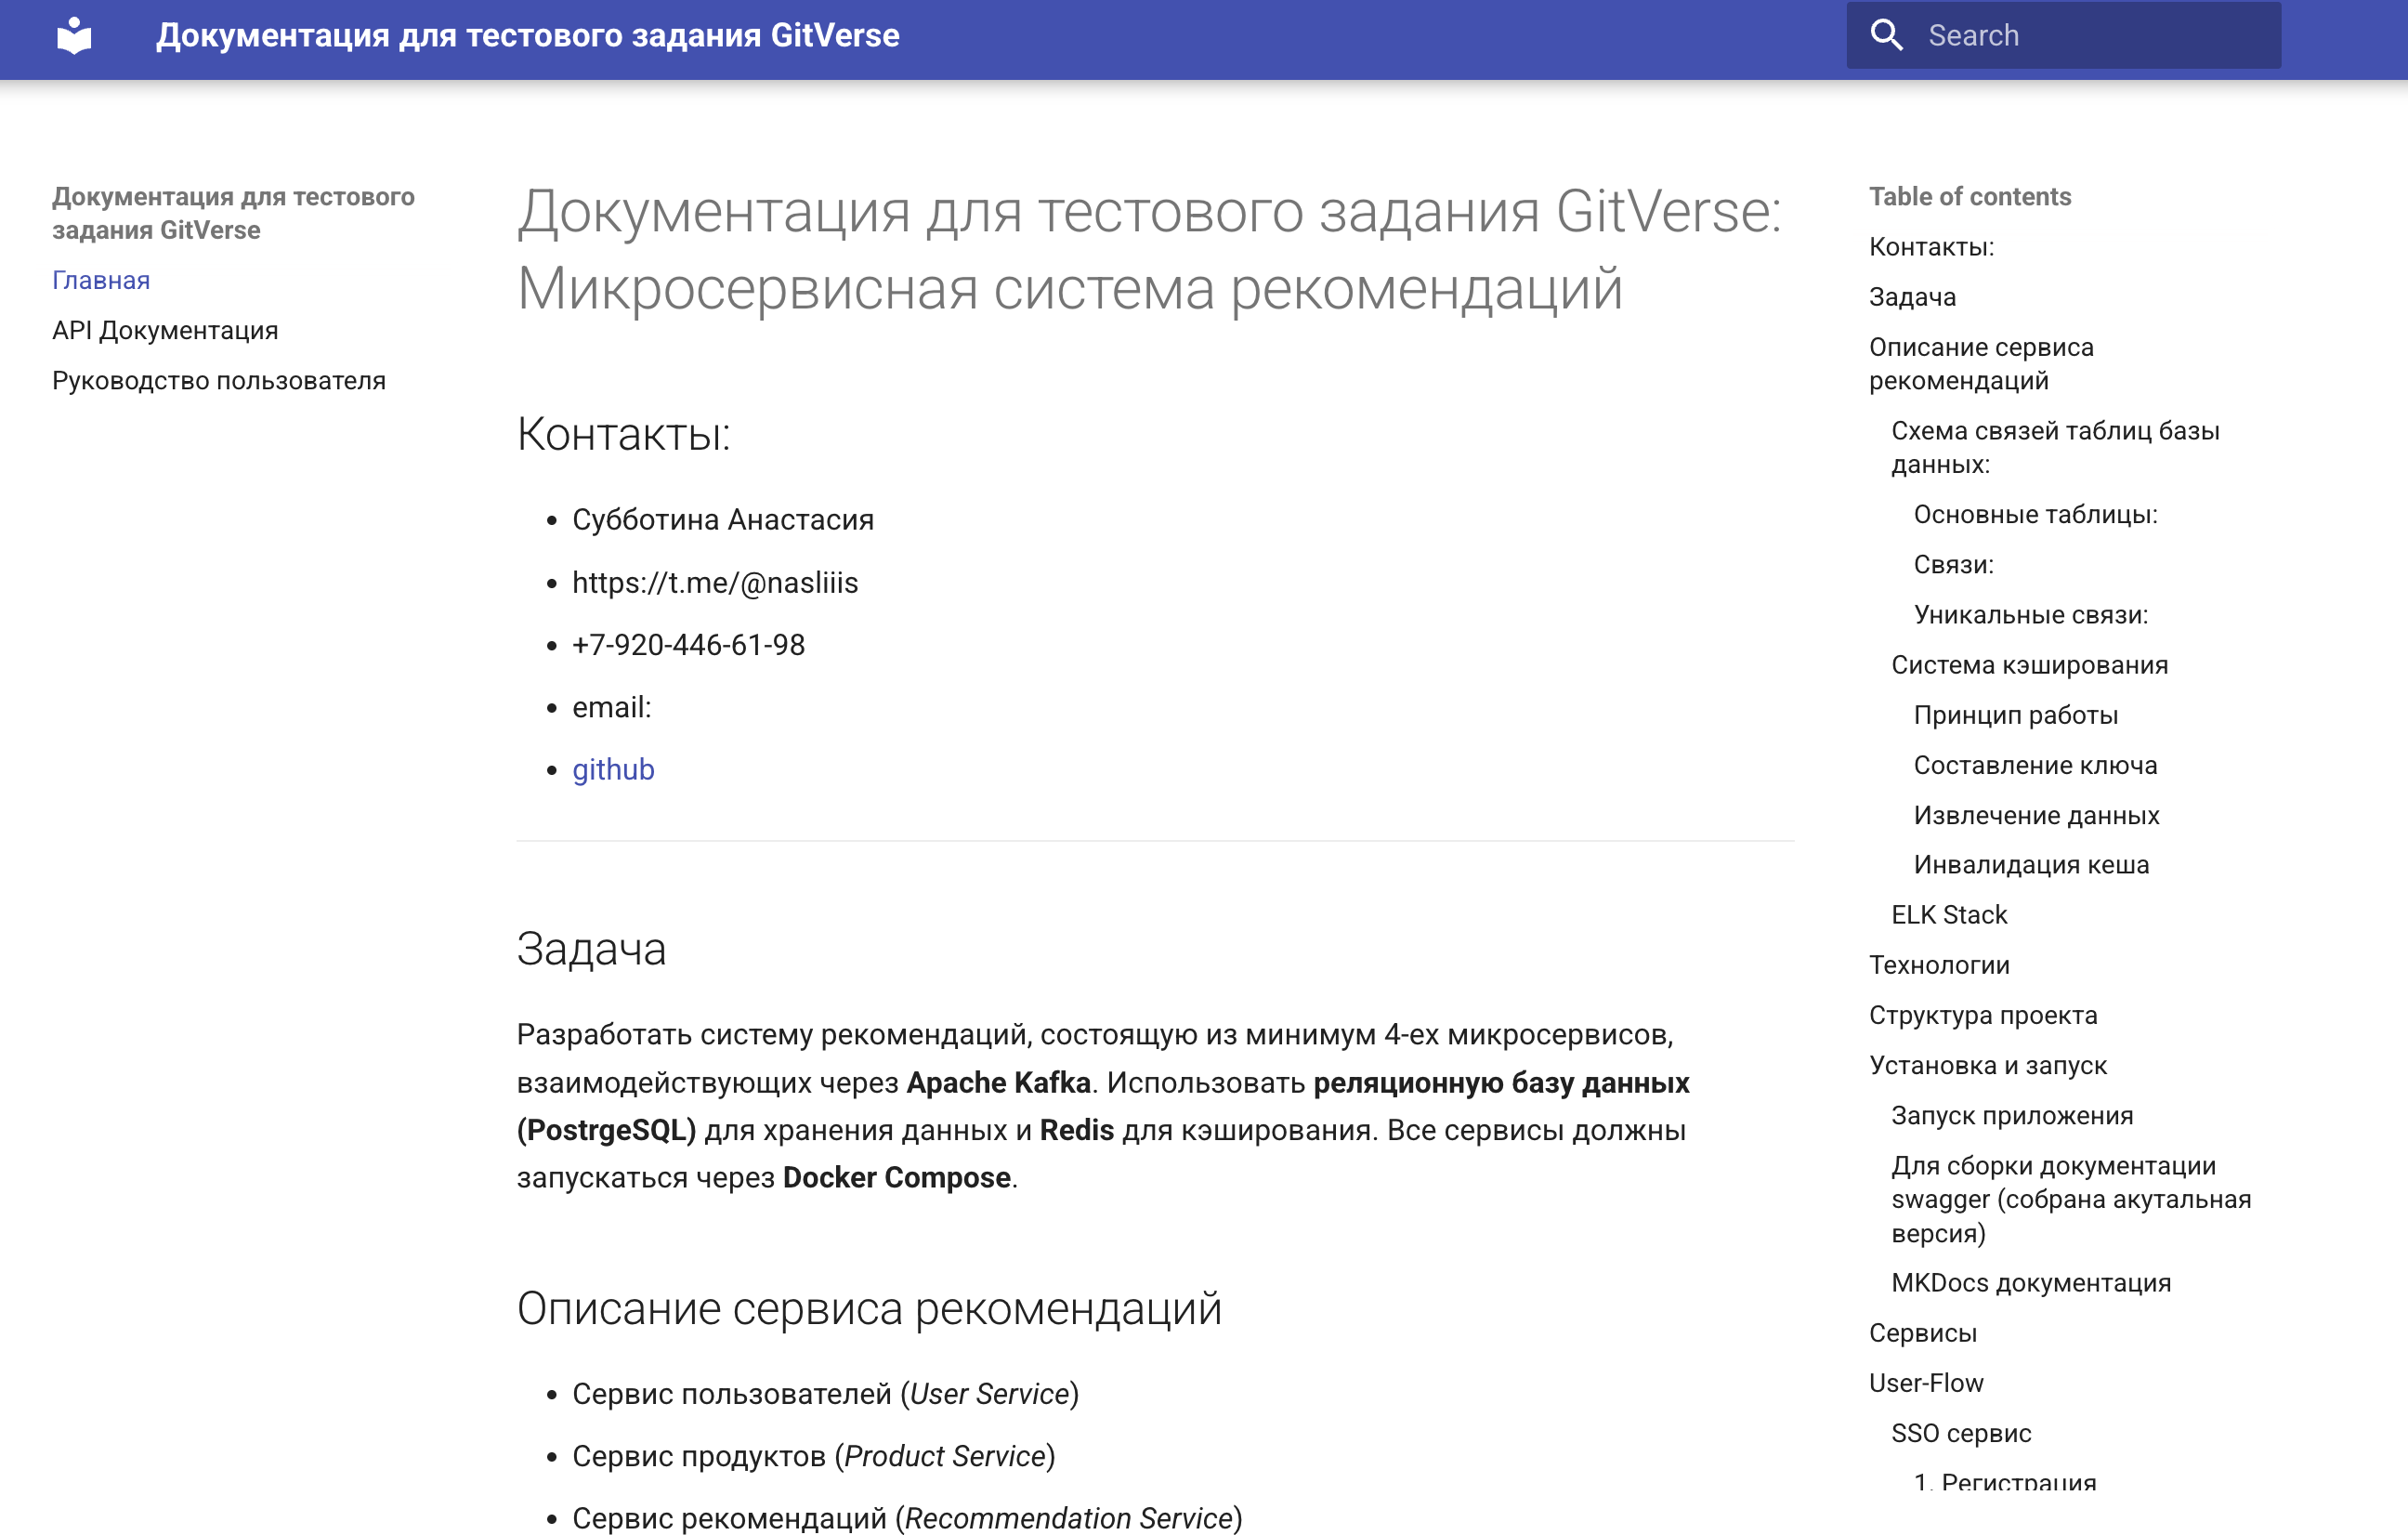 Документация для тестового задания GitVerse
Search
Документация для тестового
задания GitVerse
Главная
API Документация
Руководство пользователя
Документация для тестового задания GitVerse:
Микросервисная система рекомендаций
Контакты:
Субботина Анастасия
https://t.me/@nasliiis
+7-920-446-61-98
email:
github
Задача
Разработать систему рекомендаций, состоящую из минимум 4-ех микросервисов,
взаимодействующих через Apache Kafka. Использовать реляционную базу данных
(PostrgeSQL) для хранения данных и Redis для кэширования. Все сервисы должны
запускаться через Docker Compose.
Описание сервиса рекомендаций
Сервис пользователей (User Service)
Сервис продуктов (Product Service)
Сервис рекомендаций (Recommendation Service)
Table of contents
Контакты:
Задача
Описание сервиса
рекомендаций
Схема связей таблиц базы
данных:
Основные таблицы:
Связи:
Уникальные связи:
Система кэширования
Принцип работы
Составление ключа
Извлечение данных
Инвалидация кеша
ELK Stack
Технологии
Структура проекта
Установка и запуск
Запуск приложения
Для сборки документации
swagger (собрана акутальная
версия)
MKDocs документация
Сервисы
User-Flow
SSO сервис
1. Регистрация